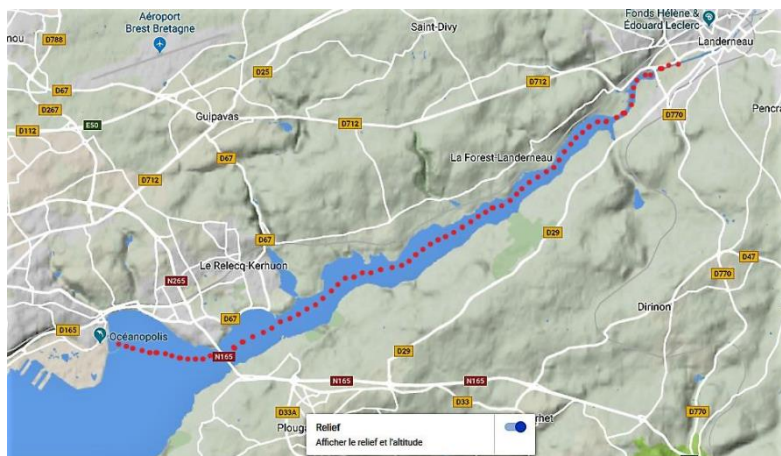 Aéroport
Brest Bretagne
Saint-Divy
Fonds Hélène &
Édouard Leclerc
Landerneau
nou
D788
D67
D25
D712
D267
E50
Guipavas
D112
D712
D770
Pencra
D67
La Forest-Landerneau
D712
D67
D29
Le Relecq-Kerhuon
N265
D47
D770
D67
Dirinon
D165
Océanopolis
N165
D29
N165
N165
D33
D33A
D770
Plouga
rhet
Relief
Afficher le relief et l'altitude